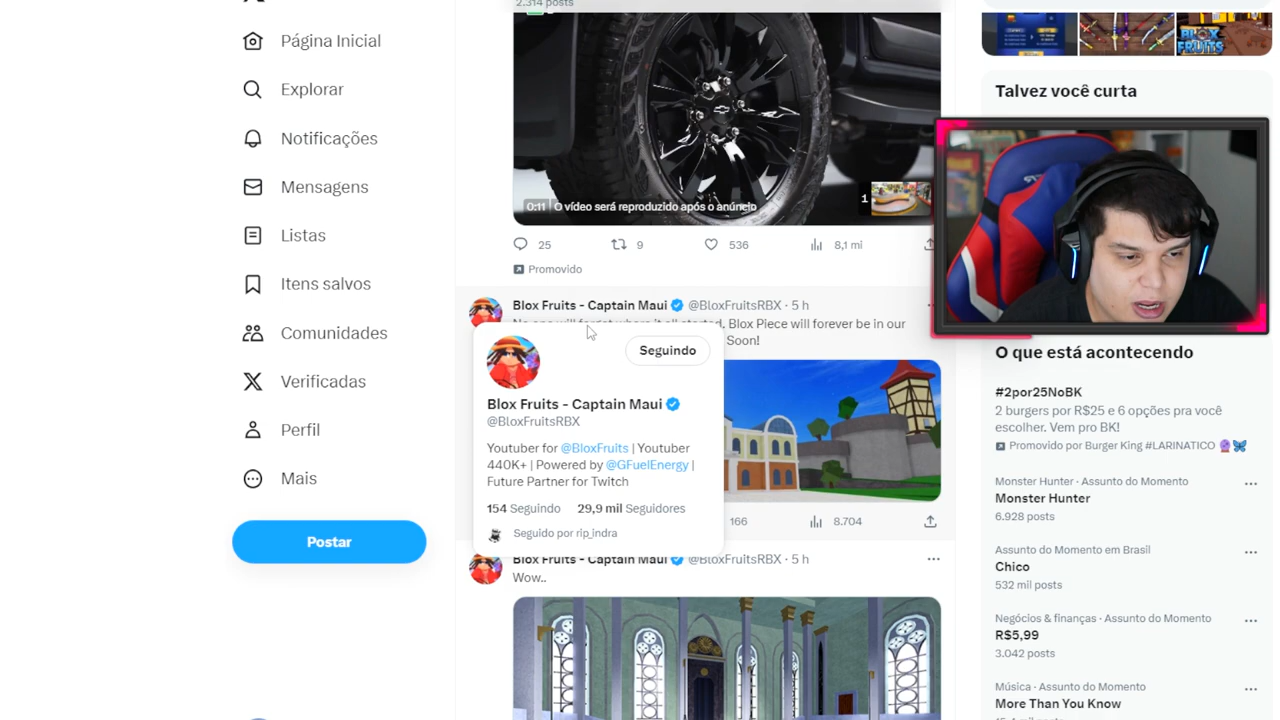 2.314 posts
Página Inicial
Explorar
Notificações
Mensagens
Listas
Itens salvos
Comunidades
Verificadas
Perfil
Mais
Postar
0:11 O vídeo será reproduzido após o anúncio
1
25 9 536 8,1 mi
Promovido
Blox Fruits - Captain Maui @BloxFruitsRBX · 5 h
No one will forget where it all started. Blox Piece will forever be in our
Soon!
Seguindo
Blox Fruits - Captain Maui
@BloxFruitsRBX
Youtuber for @BloxFruits | Youtuber
440K+ | Powered by @GFuelEnergy |
Future Partner for Twitch
154 Seguindo 29,9 mil Seguidores
Seguido por rip_indra
166 8.704
Blox Fruits - Captain Maui @BloxFruitsRBX · 5 h
Wow..
BLOX
FRUITS
Talvez você curta
O que está acontecendo
#2por25NoBK
2 burgers por R$25 e 6 opções pra você
escolher. Vem pro BK!
Promovido por Burger King #LARINATICO
Monster Hunter · Assunto do Momento
Monster Hunter
6.928 posts
Assunto do Momento em Brasil
Chico
532 mil posts
Negócios & finanças · Assunto do Momento
R$5,99
3.042 posts
Música · Assunto do Momento
More Than You Know